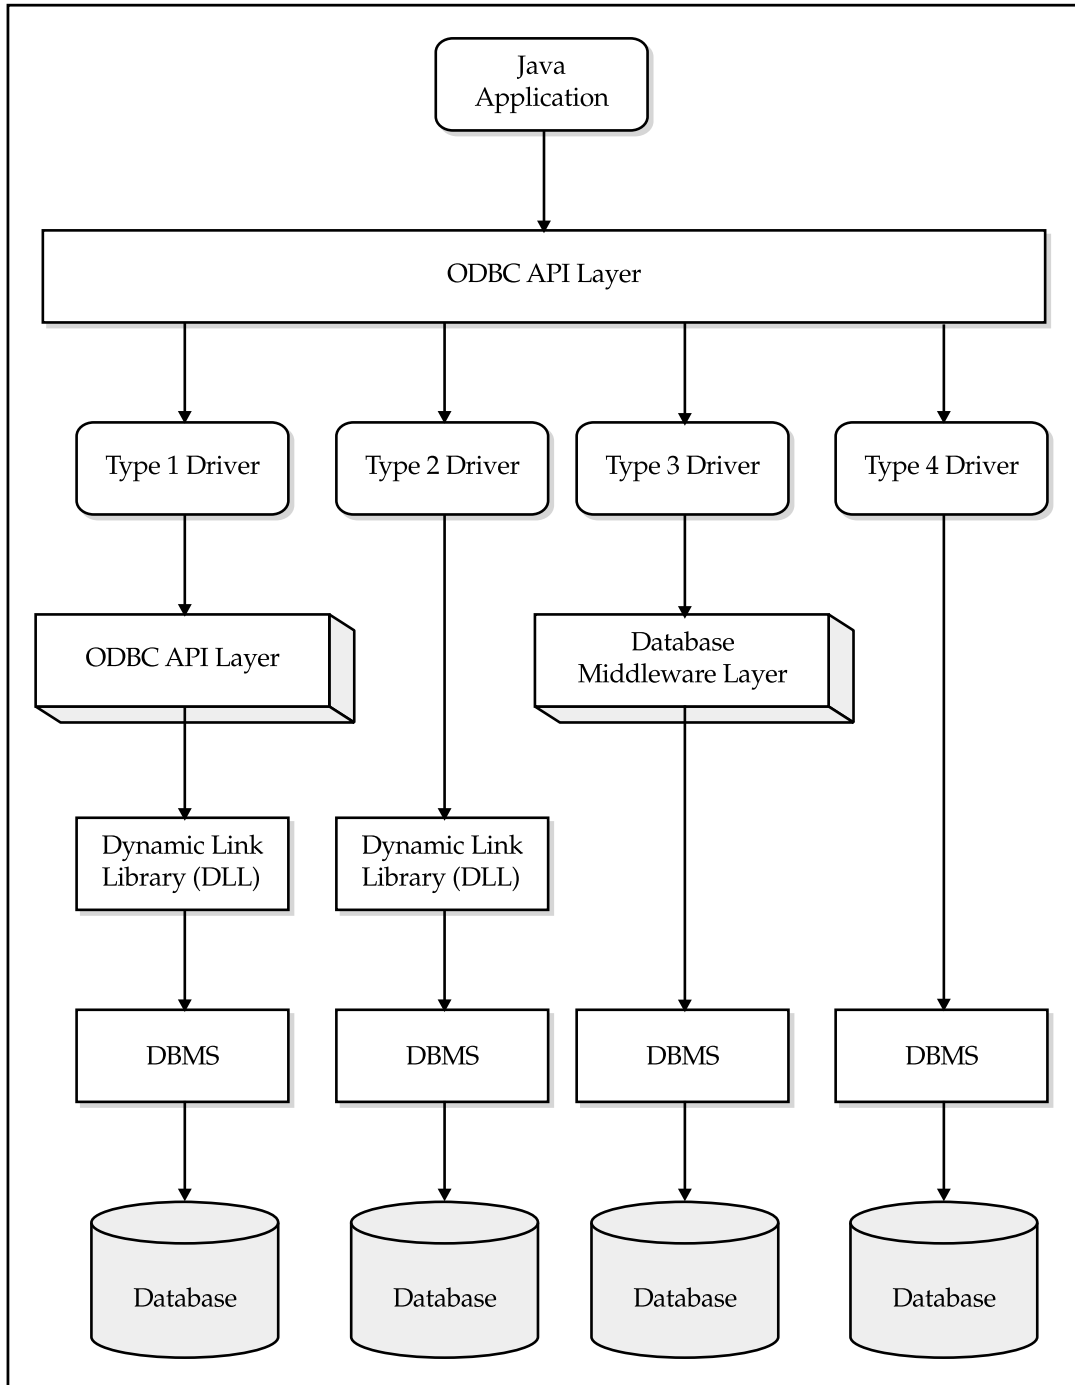 Java
Application
ODBC API Layer
Type 1 Driver
Type 2 Driver
Type 3 Driver
Type 4 Driver
ODBC API Layer
Database
Middleware Layer
Dynamic Link
Library (DLL)
Dynamic Link
Library (DLL)
DBMS
DBMS
DBMS
DBMS
Database
Database
Database
Database